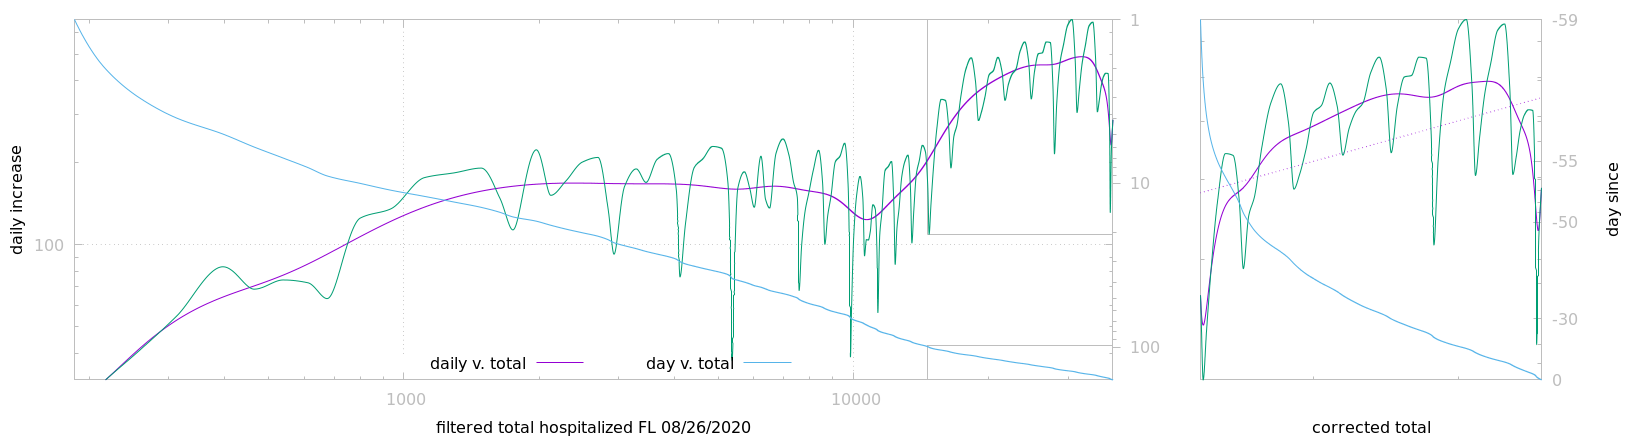 1
-59
daily increase
-55
10
-50
day since
100
-30
100
daily v. total
day v. total
0
1000
10000
filtered total hospitalized FL 08/26/2020
corrected total